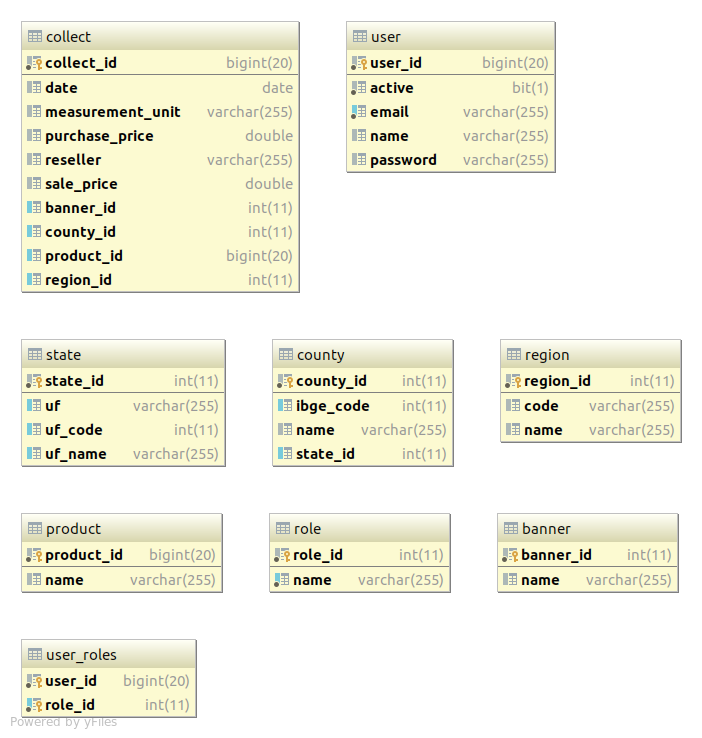 collect
collect_id bigint(20)
date date
measurement_unit varchar(255)
purchase_price double
reseller varchar(255)
sale_price double
banner_id int(11)
county_id int(11)
product_id bigint(20)
region_id int(11)
user
user_id bigint(20)
active bit(1)
email varchar(255)
name varchar(255)
password varchar(255)
state
state_id int(11)
uf varchar(255)
uf_code int(11)
uf_name varchar(255)
county
county_id int(11)
ibge_code int(11)
name varchar(255)
state_id int(11)
region
region_id int(11)
code varchar(255)
name varchar(255)
product
product_id bigint(20)
name varchar(255)
role
role_id int(11)
name varchar(255)
banner
banner_id int(11)
name varchar(255)
user_roles
user_id bigint(20)
role_id int(11)
Powered by yFiles